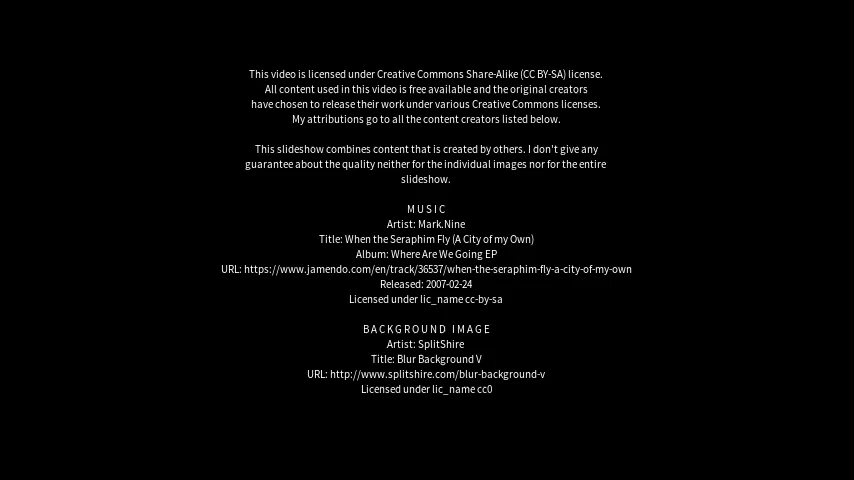 This video is licensed under Creative Commons Share-Alike (CC BY-SA) license.
All content used in this video is free available and the original creators
have chosen to release their work under various Creative Commons licenses.
My attributions go to all the content creators listed below.
This slideshow combines content that is created by others. I don't give any
guarantee about the quality neither for the individual images nor for the entire
slideshow.
MUSIC
Artist: Mark.Nine
Title: When the Seraphim Fly (A City of my Own)
Album: Where Are We Going EP
URL: https://www.jamendo.com/en/track/36537/when-the-seraphim-fly-a-city-of-my-own
Released: 2007-02-24
Licensed under lic_name cc-by-sa
BACKGROUND IMAGE
Artist: SplitShire
Title: Blur Background V
URL: http://www.splitshire.com/blur-background-v
Licensed under lic_name cc0